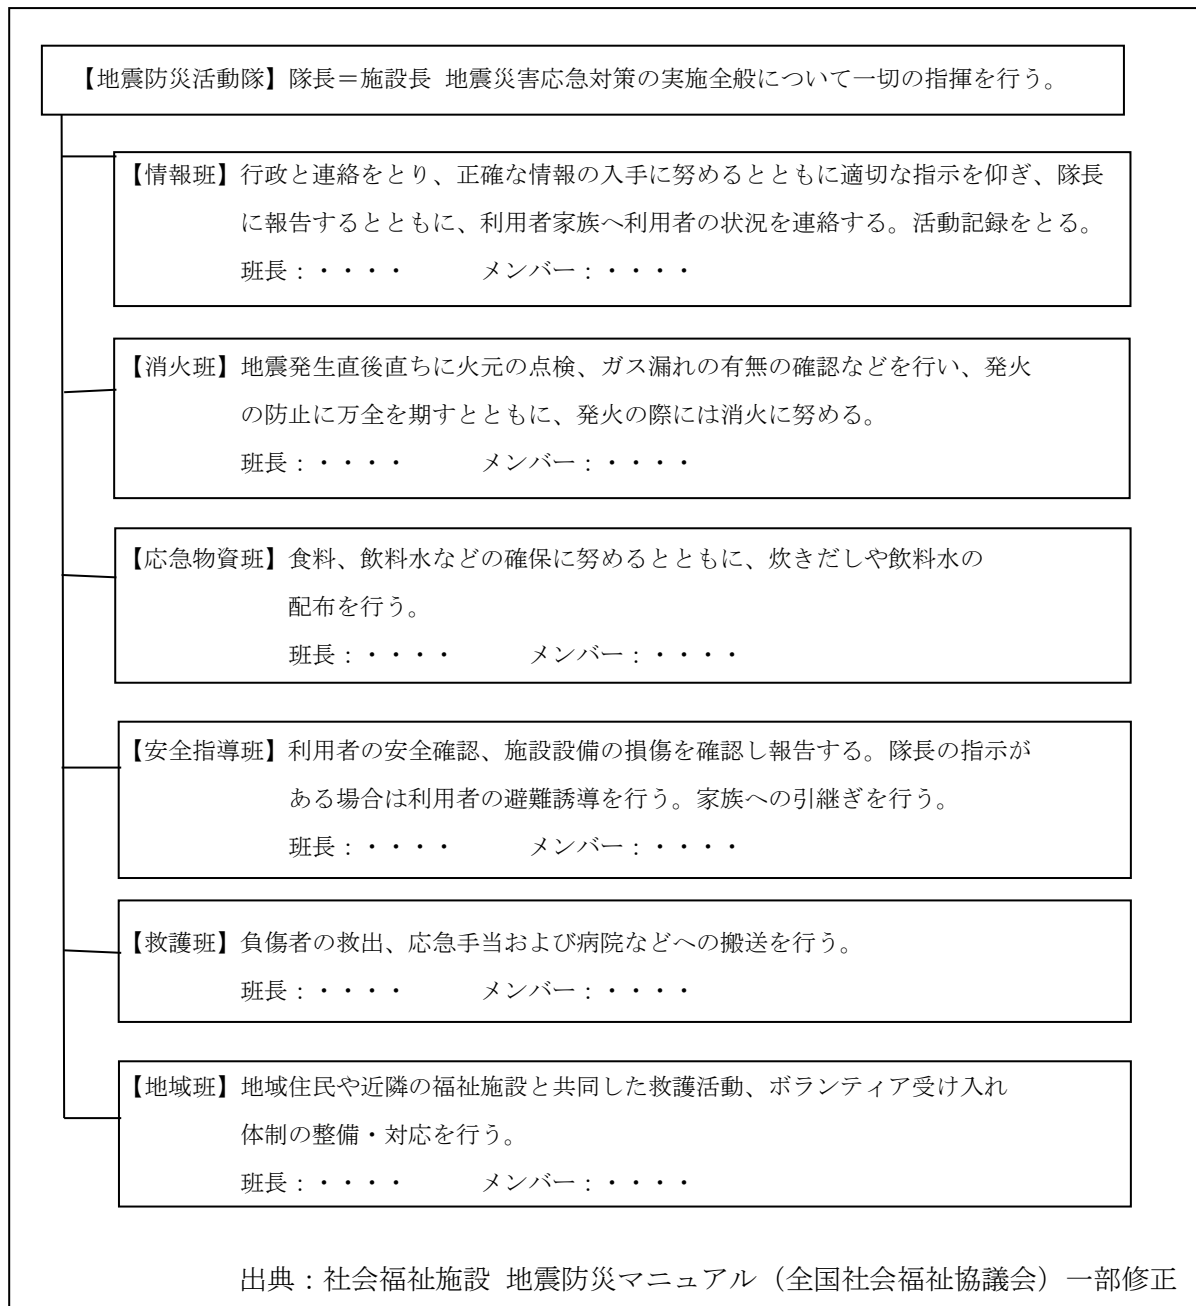 【地震防災活動隊】隊長＝施設長 地震災害応急対策の実施全般について一切の指揮を行う。
【情報班】行政と連絡をとり、正確な情報の入手に努めるとともに適切な指示を仰ぎ、隊長
に報告するとともに、利用者家族へ利用者の状況を連絡する。活動記録をとる。
班長：・・・・ メンバー：・・・・
【消火班】地震発生直後直ちに火元の点検、ガス漏れの有無の確認などを行い、発火
の防止に万全を期すとともに、発火の際には消火に努める。
班長：・・・・ メンバー：・・・・
【応急物資班】食料、飲料水などの確保に努めるとともに、炊きだしや飲料水の
配布を行う。
班長：・・・・ メンバー：・・・・
【安全指導班】利用者の安全確認、施設設備の損傷を確認し報告する。隊長の指示が
ある場合は利用者の避難誘導を行う。家族への引継ぎを行う。
班長：・・・・ メンバー：・・・・
【救護班】負傷者の救出、応急手当および病院などへの搬送を行う。
班長：・・・・ メンバー：・・・・
【地域班】地域住民や近隣の福祉施設と共同した救護活動、ボランティア受け入れ
体制の整備・対応を行う。
班長：・・・・ メンバー：・・・・
出典：社会福祉施設 地震防災マニュアル（全国社会福祉協議会）一部修正